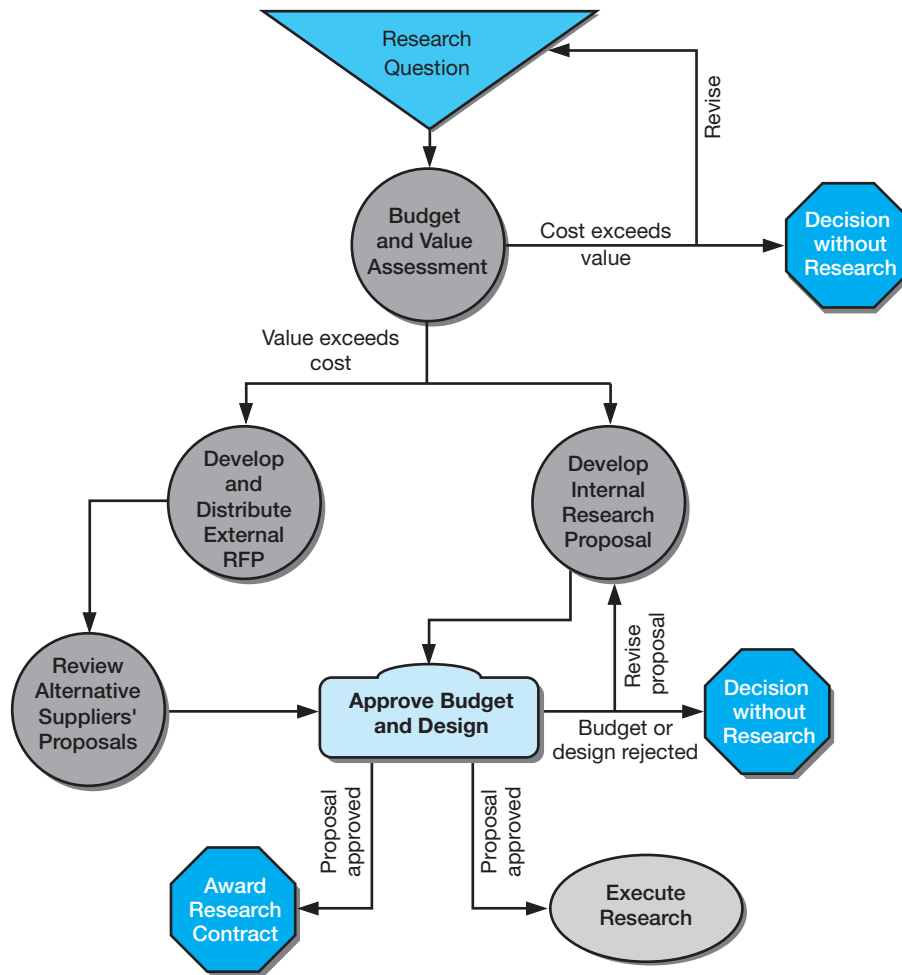 Research
Question
Revise
Budget
and Value
Assessment
Cost exceeds
value
Decision
without
Research
Value exceeds
cost
Develop
and
Distribute
External
RFP
Develop
Internal
Research
Proposal
Review
Alternative
Suppliers'
Proposals
Approve Budget
and Design
Revise
proposal
Budget or
design rejected
Decision
without
Research
Proposal
approved
Proposal
approved
Award
Research
Contract
Execute
Research